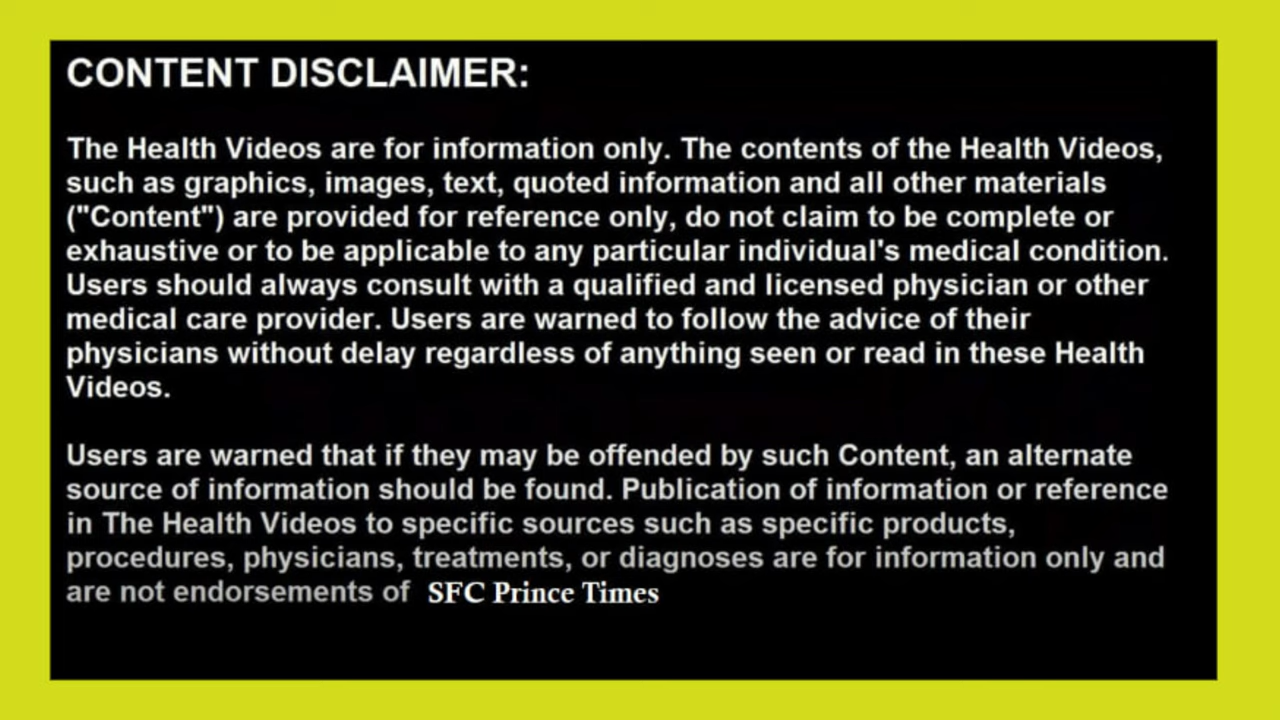 CONTENT DISCLAIMER:
The Health Videos are for information only. The contents of the Health Videos,
such as graphics, images, text, quoted information and all other materials
("Content") are provided for reference only, do not claim to be complete or
exhaustive or to be applicable to any particular individual's medical condition.
Users should always consult with a qualified and licensed physician or other
medical care provider. Users are warned to follow the advice of their
physicians without delay regardless of anything seen or read in these Health
Videos.
Users are warned that if they may be offended by such Content, an alternate
source of information should be found. Publication of information or reference
in The Health Videos to specific sources such as specific products,
procedures, physicians, treatments, or diagnoses are for information only and
are not endorsements of SFC Prince Times